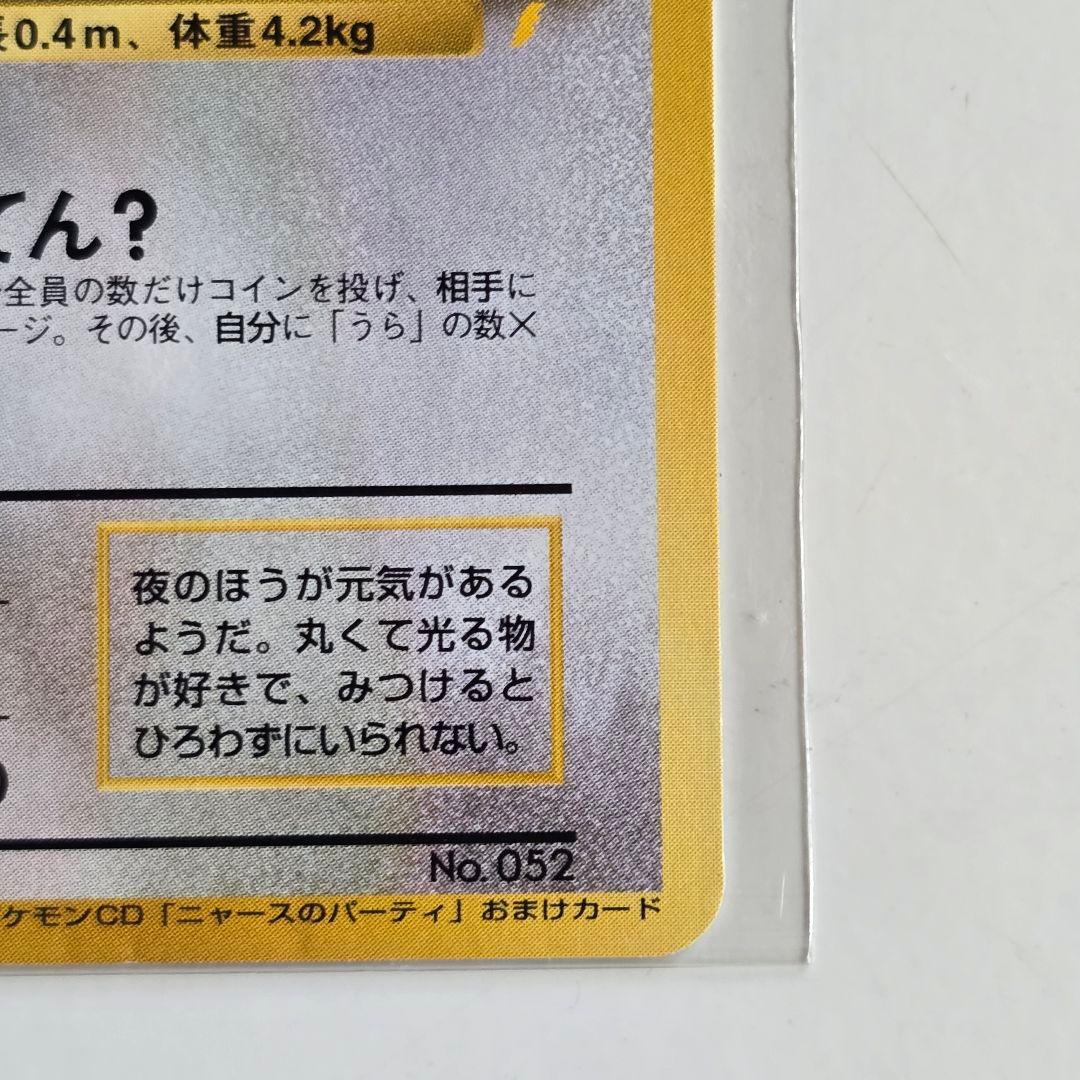 長0.4m、体重4.2kg
てん?
全員の数だけコインを投げ、相手に
ージ。その後、自分に「うら」の数×
夜のほうが元気がある
ようだ。丸くて光る物
が好きで、みつけると
ひろわずにいられない。
No. 052
ケモンCD「ニャースのパーティ」おまけカード